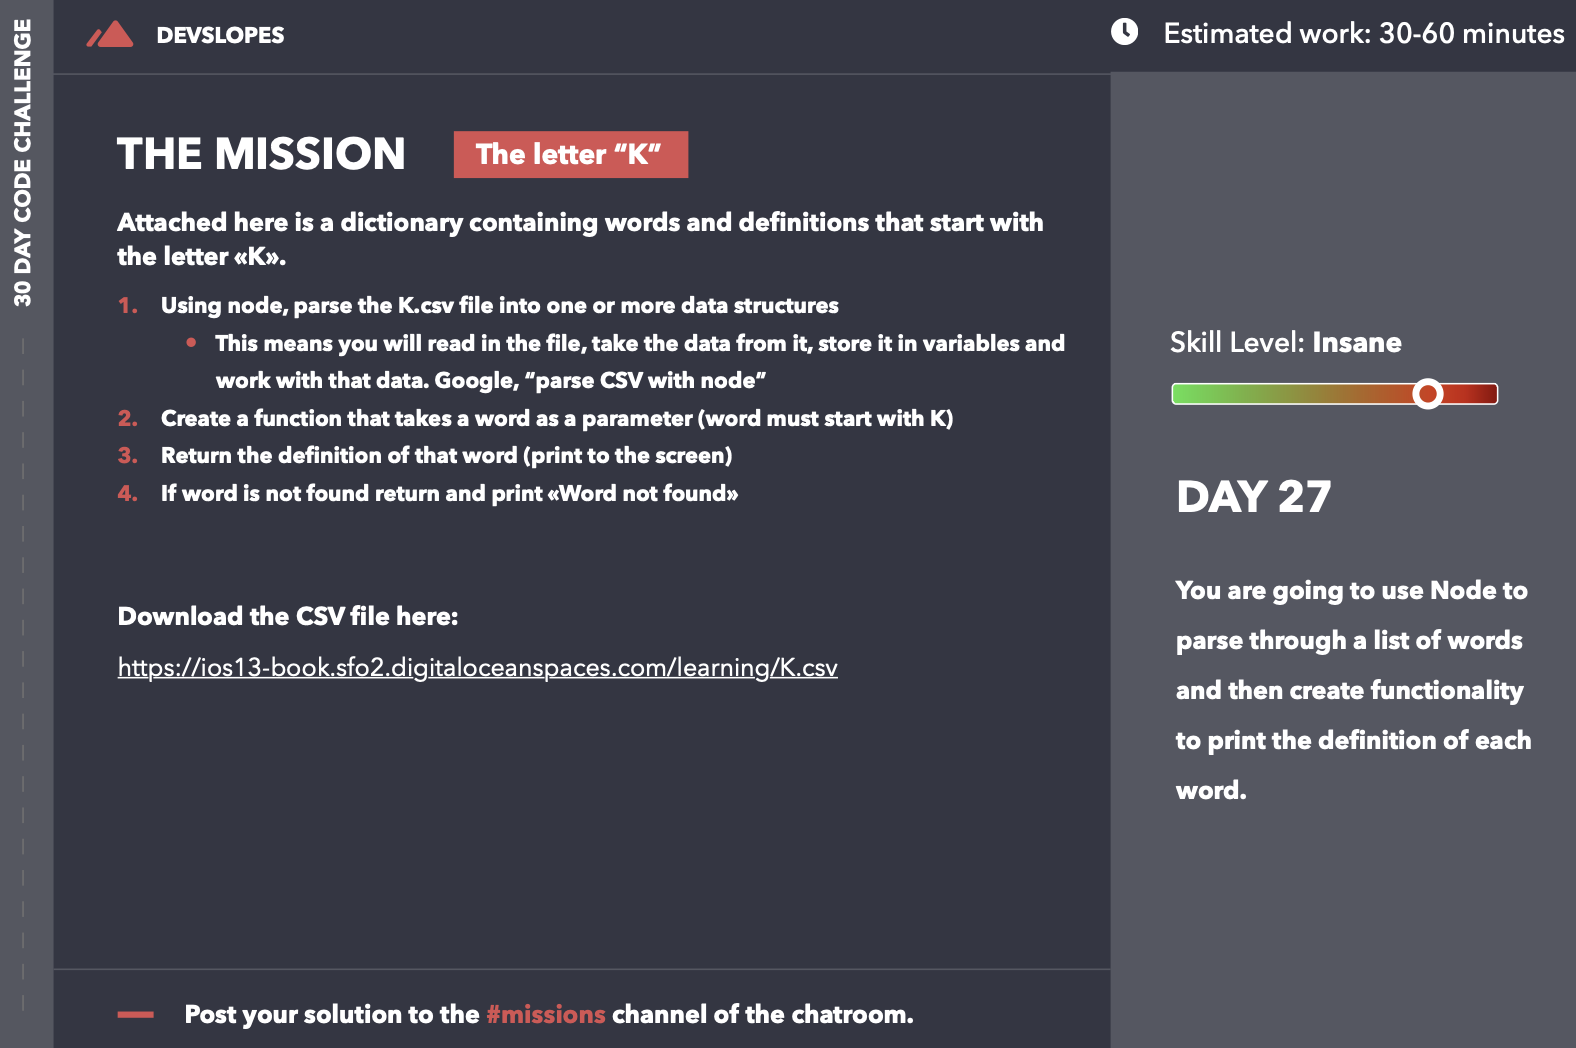 30 DAY CODE CHALLENGE
DEVSLOPES
Estimated work: 30-60 minutes
THE MISSION
The letter “K”
Attached here is a dictionary containing words and definitions that start with
the letter «K».
1. Using node, parse the K.csv file into one or more data structures
• This means you will read in the file, take the data from it, store it in variables and
work with that data. Google, “parse CSV with node”
2. Create a function that takes a word as a parameter (word must start with K)
3. Return the definition of that word (print to the screen)
4. If word is not found return and print «Word not found»
Download the CSV file here:
https://ios13-book.sfo2.digitaloceanspaces.com/learning/K.csv
Skill Level: Insane
DAY 27
You are going to use Node to
parse through a list of words
and then create functionality
to print the definition of each
word.
Post your solution to the #missions channel of the chatroom.